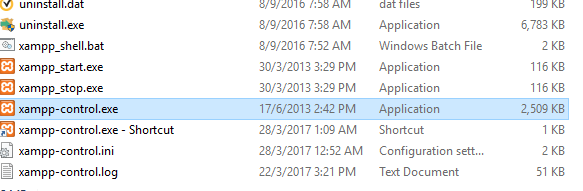 uninstall.dat 8/9/2016 7:58 AM dat files 199 KB
uninstall.exe 8/9/2016 7:58 AM Application 6,783 KB
xampp_shell.bat 8/9/2016 7:52 AM Windows Batch File 2 KB
xampp_start.exe 30/3/2013 3:29 PM Application 116 KB
xampp_stop.exe 30/3/2013 3:29 PM Application 116 KB
xampp-control.exe 17/6/2013 2:42 PM Application 2,509 KB
xampp-control.exe - Shortcut 28/3/2017 1:09 AM Shortcut 1 KB
xampp-control.ini 28/3/2017 12:52 AM Configuration sett... 2 KB
xampp-control.log 22/3/2017 3:21 PM Text Document 51 KB